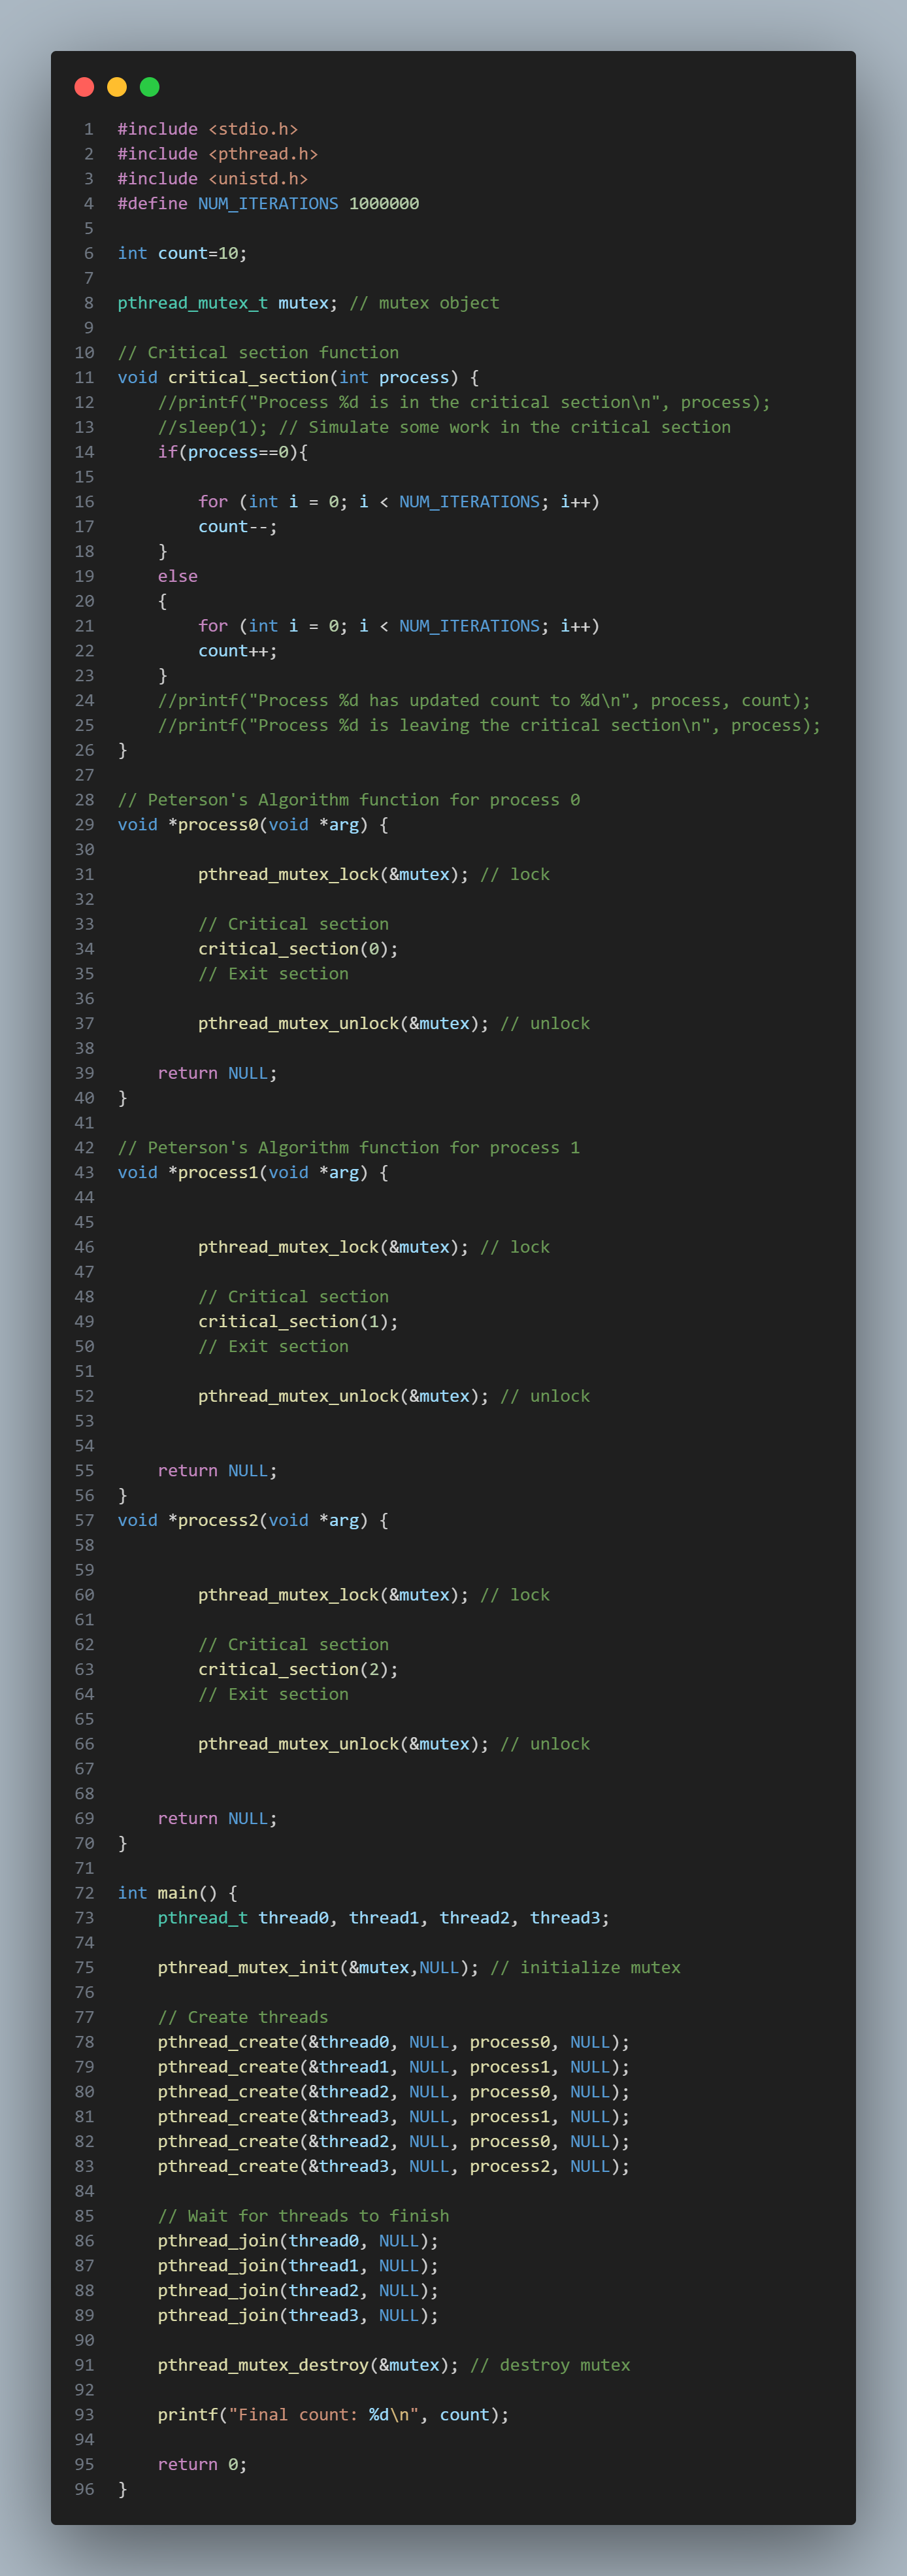 1 #include <stdio.h>
2 #include <pthread.h>
3 #include <unistd.h>
4 #define NUM_ITERATIONS 1000000
5
6 int count=10;
7
8 pthread_mutex_t mutex; // mutex object
9
10 // Critical section function
11 void critical_section(int process) {
12     //printf("Process %d is in the critical section\n", process);
13     //sleep(1); // Simulate some work in the critical section
14     if(process==0){
15
16         for (int i = 0; i < NUM_ITERATIONS; i++)
17         count--;
18     }
19     else
20     {
21         for (int i = 0; i < NUM_ITERATIONS; i++)
22         count++;
23     }
24     //printf("Process %d has updated count to %d\n", process, count);
25     //printf("Process %d is leaving the critical section\n", process);
26 }
27
28 // Peterson's Algorithm function for process 0
29 void *process0(void *arg) {
30
31         pthread_mutex_lock(&mutex); // lock
32
33         // Critical section
34         critical_section(0);
35         // Exit section
36
37         pthread_mutex_unlock(&mutex); // unlock
38
39     return NULL;
40 }
41
42 // Peterson's Algorithm function for process 1
43 void *process1(void *arg) {
44
45
46         pthread_mutex_lock(&mutex); // lock
47
48         // Critical section
49         critical_section(1);
50         // Exit section
51
52         pthread_mutex_unlock(&mutex); // unlock
53
54
55     return NULL;
56 }
57 void *process2(void *arg) {
58
59
60         pthread_mutex_lock(&mutex); // lock
61
62         // Critical section
63         critical_section(2);
64         // Exit section
65
66         pthread_mutex_unlock(&mutex); // unlock
67
68
69     return NULL;
70 }
71
72 int main() {
73     pthread_t thread0, thread1, thread2, thread3;
74
75     pthread_mutex_init(&mutex,NULL); // initialize mutex
76
77     // Create threads
78     pthread_create(&thread0, NULL, process0, NULL);
79     pthread_create(&thread1, NULL, process1, NULL);
80     pthread_create(&thread2, NULL, process0, NULL);
81     pthread_create(&thread3, NULL, process1, NULL);
82     pthread_create(&thread2, NULL, process0, NULL);
83     pthread_create(&thread3, NULL, process2, NULL);
84
85     // Wait for threads to finish
86     pthread_join(thread0, NULL);
87     pthread_join(thread1, NULL);
88     pthread_join(thread2, NULL);
89     pthread_join(thread3, NULL);
90
91     pthread_mutex_destroy(&mutex); // destroy mutex
92
93     printf("Final count: %d\n", count);
94
95     return 0;
96 }